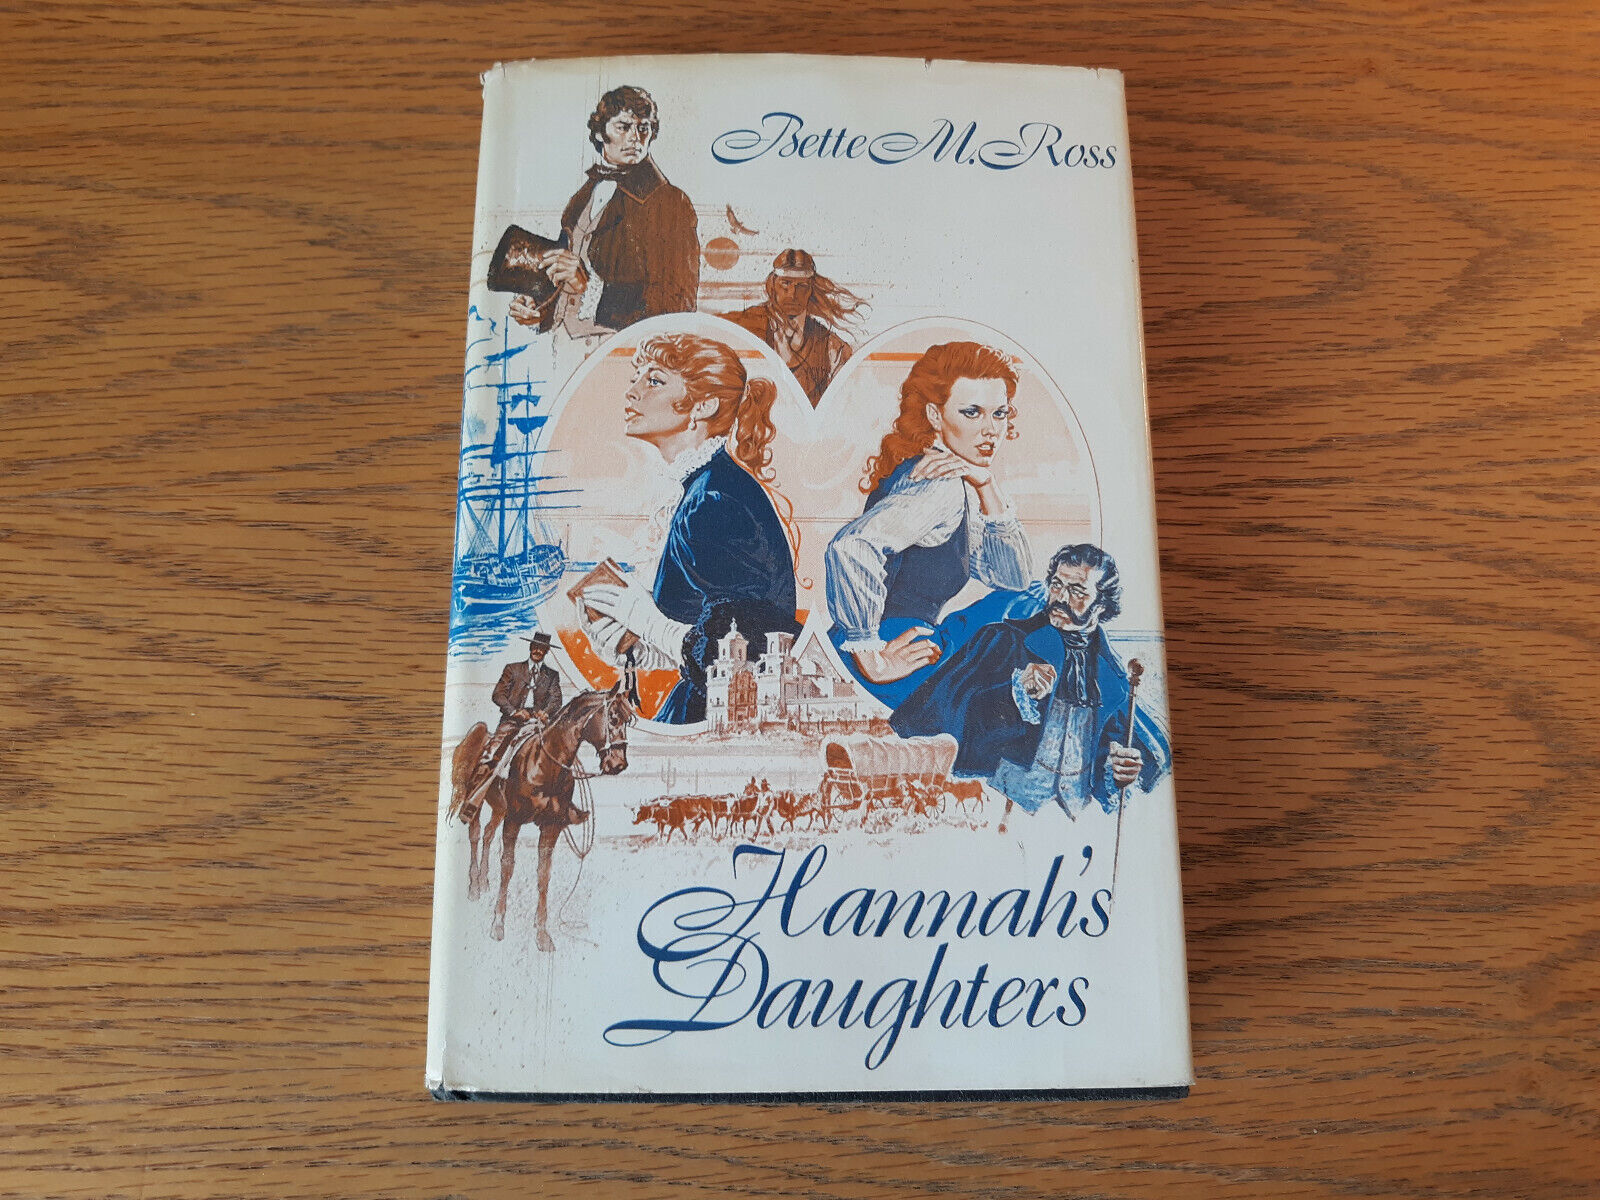 Bette M. Ross
Hannah's
Daughters